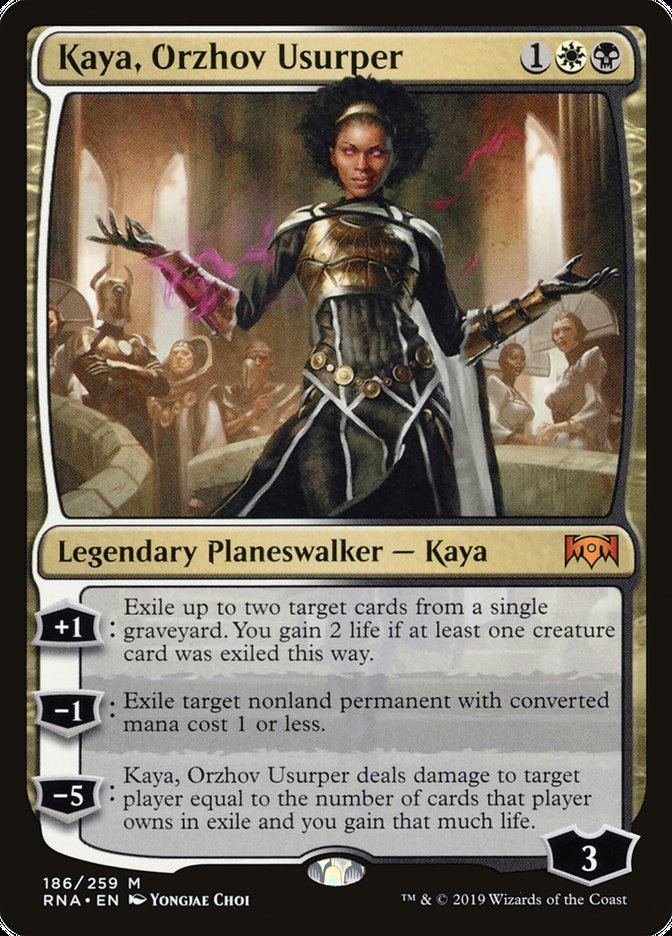 Kaya, Orzhov Usurper 1
Legendary Planeswalker — Kaya
+1: Exile up to two target cards from a single
graveyard. You gain 2 life if at least one creature
card was exiled this way.
−1: Exile target nonland permanent with converted
mana cost 1 or less.
−5: Kaya, Orzhov Usurper deals damage to target
player equal to the number of cards that player
owns in exile and you gain that much life.
3
186/259 M
RNA • EN Yongjae Choi
™ & © 2019 Wizards of the Coast